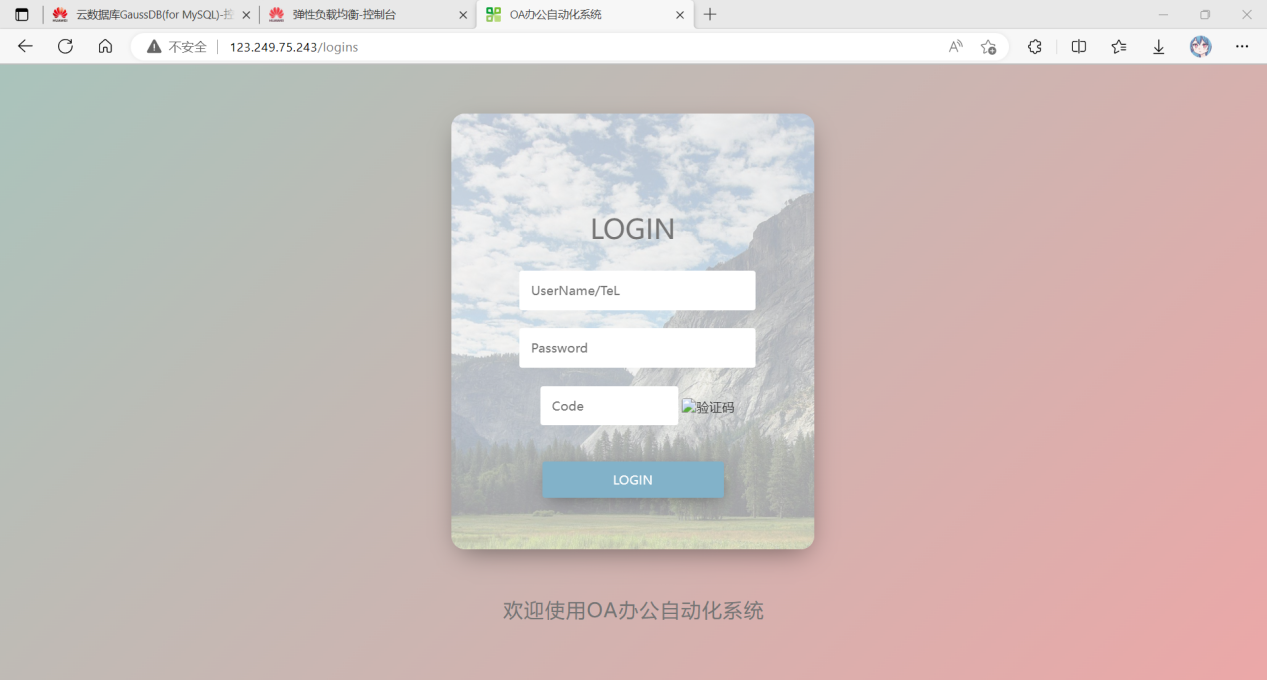 云数据库GaussDB(for MySQL)-控
弹性负载均衡-控制台
OA办公自动化系统
不安全
123.249.75.243/logins
LOGIN
UserName/TeL
Password
Code
验证码
LOGIN
欢迎使用OA办公自动化系统